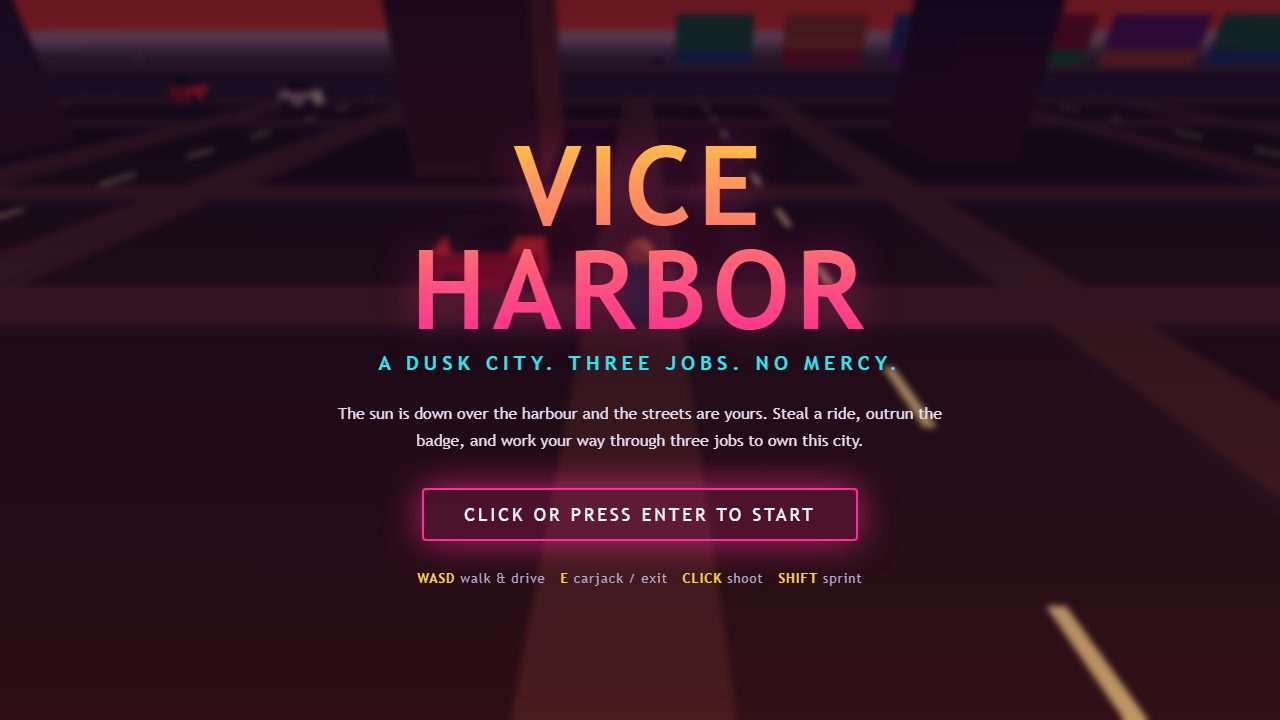 VICE
HARBOR
A DUSK CITY. THREE JOBS. NO MERCY.
The sun is down over the harbour and the streets are yours. Steal a ride, outrun the
badge, and work your way through three jobs to own this city.
CLICK OR PRESS ENTER TO START
WASD walk & drive E carjack / exit CLICK shoot SHIFT sprint